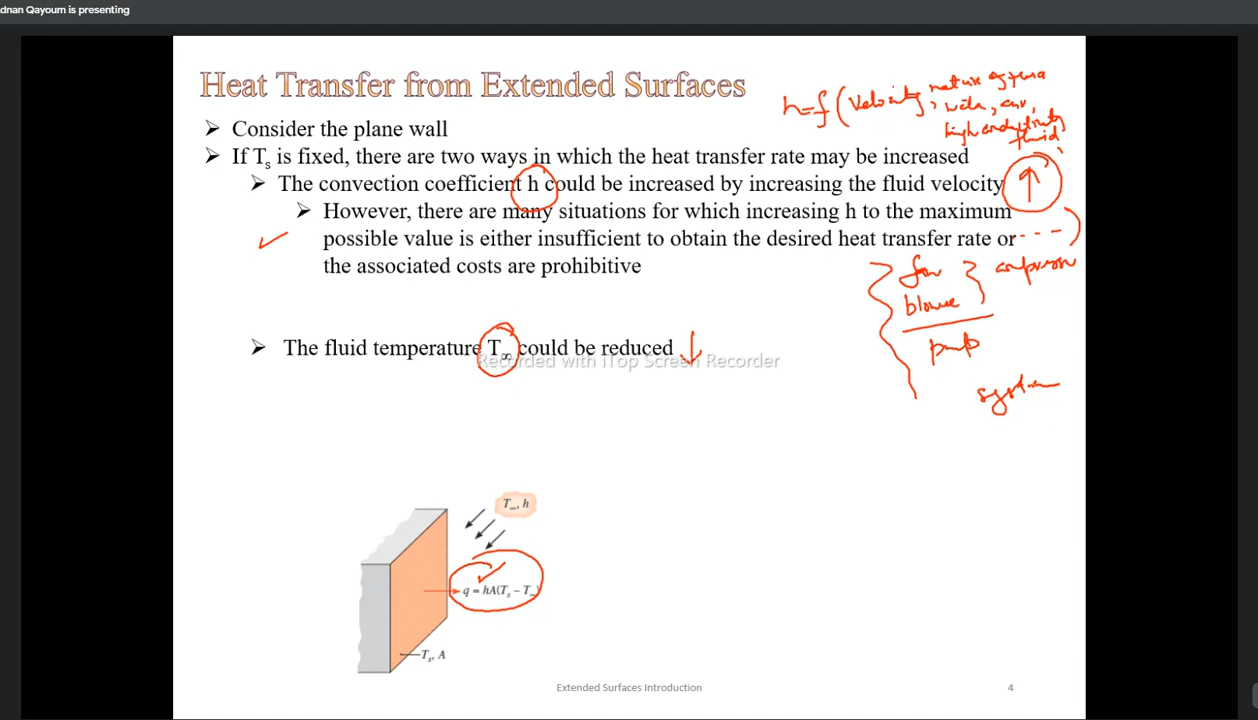 dnan Qayoum is presenting
Heat Transfer from Extended Surfaces
h=f(Velocity,
➢ Consider the plane wall
➢ If Ts is fixed, there are two ways in which the heat transfer rate may be increased
fluid
➢ The convection coefficient h could be increased by increasing the fluid velocity ↑
➢ However, there are many situations for which increasing h to the maximum
possible value is either insufficient to obtain the desired heat transfer rate or
the associated costs are prohibitive
fan
blower
pump
system
➢ The fluid temperature T∞ could be reduced ↓
Recorded with iTop Screen Recorder
T∞, h
q = hA(Ts − T∞)
Ts, A
Extended Surfaces Introduction
4